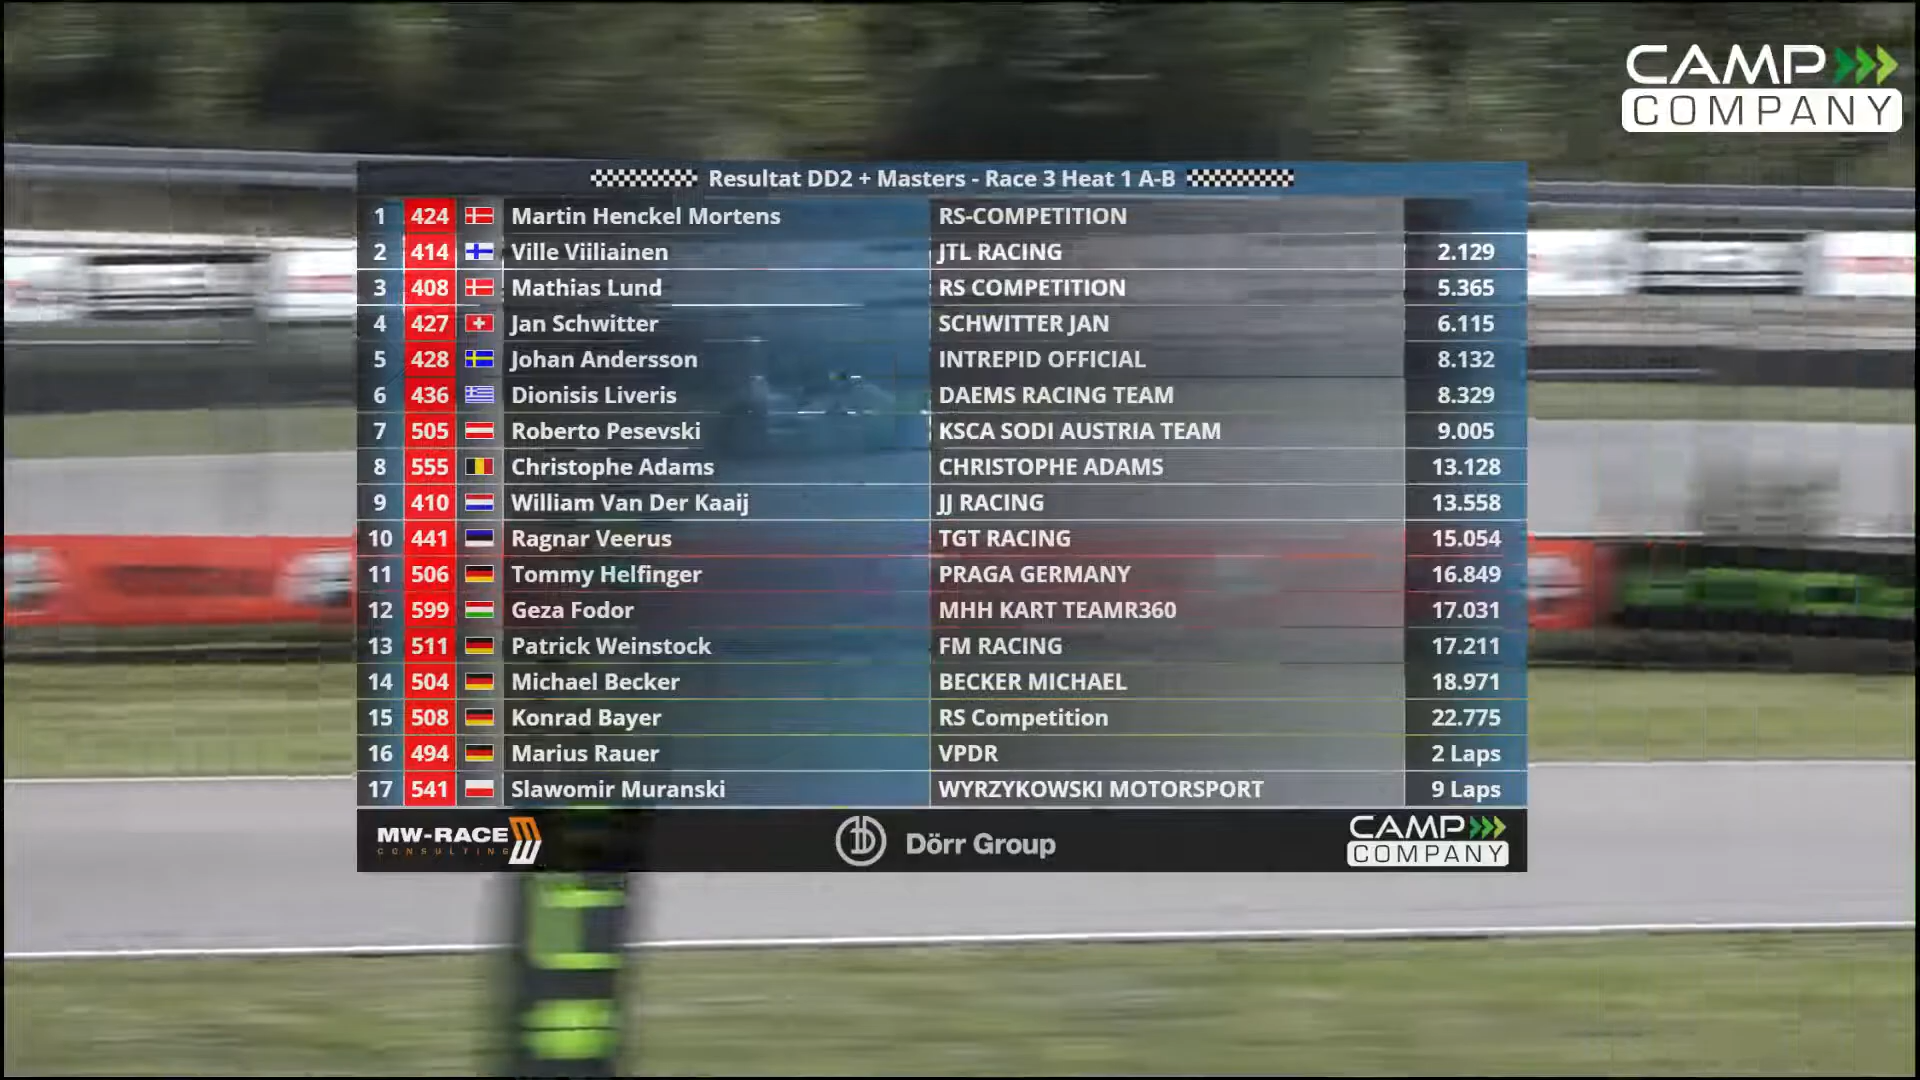 CAMP
COMPANY
Resultat DD2 + Masters - Race 3 Heat 1 A-B
1 424 Martin Henckel Mortens RS-COMPETITION
2 414 Ville Viiliainen JTL RACING 2.129
3 408 Mathias Lund RS COMPETITION 5.365
4 427 Jan Schwitter SCHWITTER JAN 6.115
5 428 Johan Andersson INTREPID OFFICIAL 8.132
6 436 Dionisis Liveris DAEMS RACING TEAM 8.329
7 505 Roberto Pesevski KSCA SODI AUSTRIA TEAM 9.005
8 555 Christophe Adams CHRISTOPHE ADAMS 13.128
9 410 William Van Der Kaaij JJ RACING 13.558
10 441 Ragnar Veerus TGT RACING 15.054
11 506 Tommy Helfinger PRAGA GERMANY 16.849
12 599 Geza Fodor MHH KART TEAMR360 17.031
13 511 Patrick Weinstock FM RACING 17.211
14 504 Michael Becker BECKER MICHAEL 18.971
15 508 Konrad Bayer RS Competition 22.775
16 494 Marius Rauer VPDR 2 Laps
17 541 Slawomir Muranski WYRZYKOWSKI MOTORSPORT 9 Laps
MW-RACE
CONSULTING
Dörr Group
CAMP
COMPANY